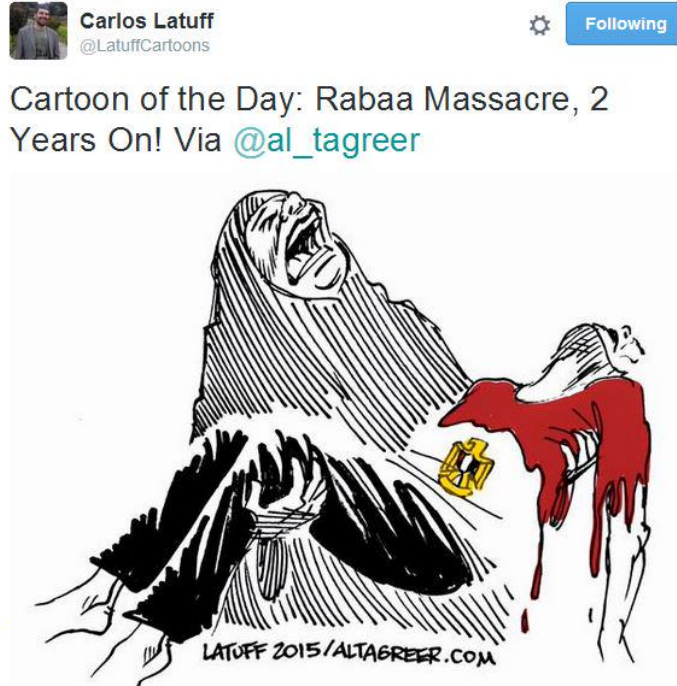 Carlos Latuff
@LatuffCartoons
Following
Cartoon of the Day: Rabaa Massacre, 2
Years On! Via @al_tagreer
LATUFF 2015/ALTAGREER.COM